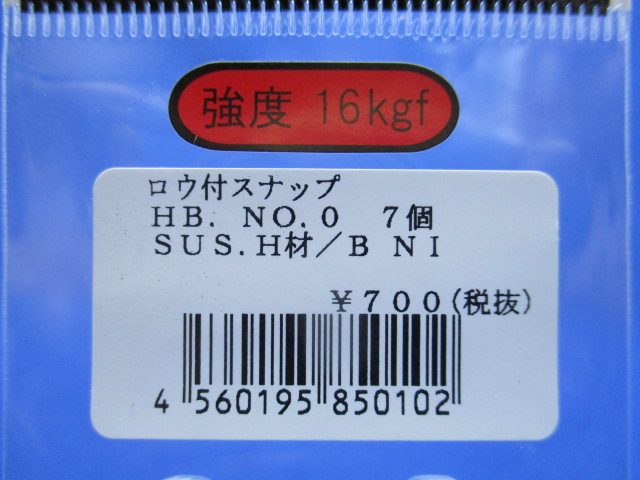 強度 16kgf
ロウ付スナップ
HB. NO.0 7個
SUS.H材／B NI
￥700(税抜)
4 560195 850102